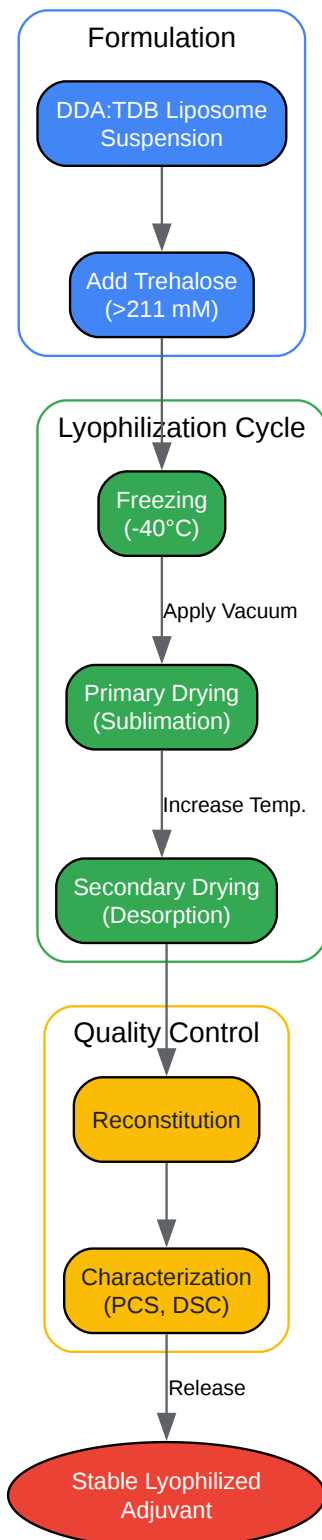 Formulation
DDA:TDB Liposome
Suspension
Add Trehalose
(>211 mM)
Lyophilization Cycle
Freezing
(-40°C)
Apply Vacuum
Primary Drying
(Sublimation)
Increase Temp.
Secondary Drying
(Desorption)
Quality Control
Reconstitution
Characterization
(PCS, DSC)
Release
Stable Lyophilized
Adjuvant